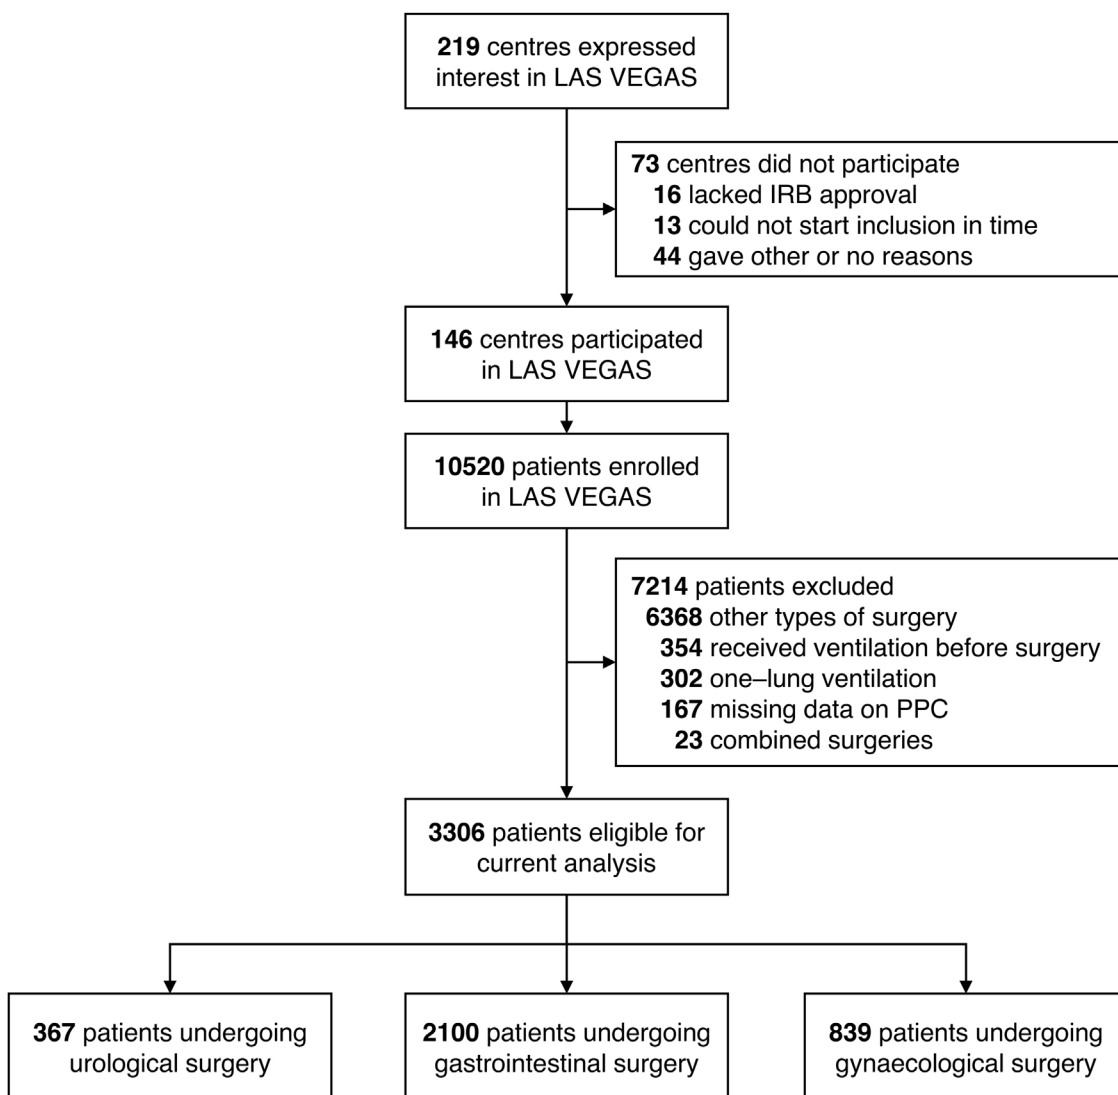 219 centres expressed
interest in LAS VEGAS
73 centres did not participate
16 lacked IRB approval
13 could not start inclusion in time
44 gave other or no reasons
146 centres participated
in LAS VEGAS
10520 patients enrolled
in LAS VEGAS
7214 patients excluded
6368 other types of surgery
354 received ventilation before surgery
302 one–lung ventilation
167 missing data on PPC
23 combined surgeries
3306 patients eligible for
current analysis
367 patients undergoing
urological surgery
2100 patients undergoing
gastrointestinal surgery
839 patients undergoing
gynaecological surgery